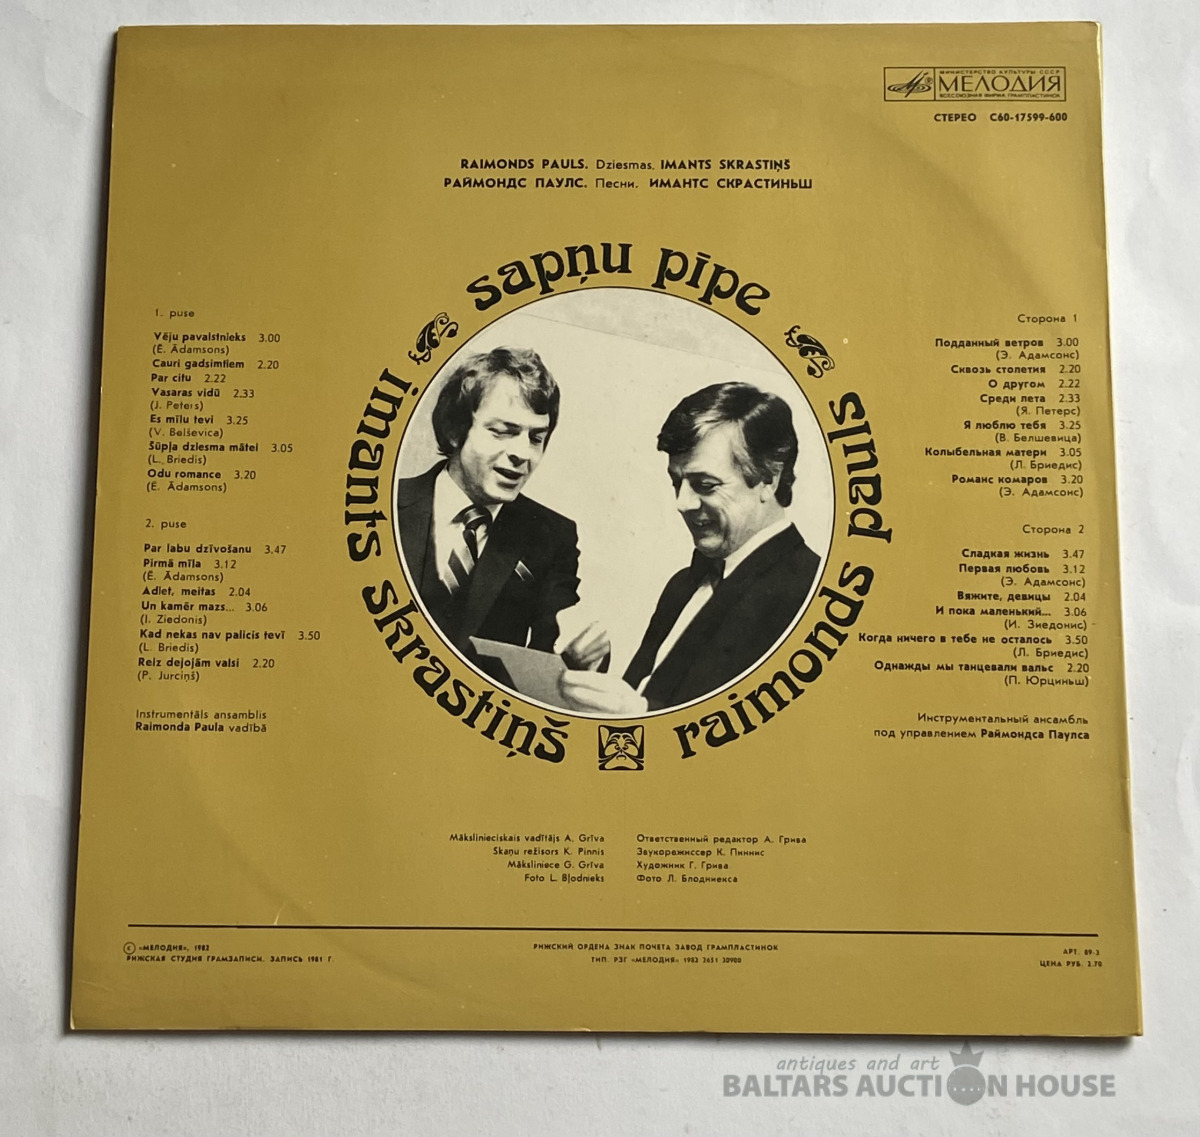 МИНИСТЕРСТВО КУЛЬТУРЫ СССР
МЕЛОДИЯ
ВСЕСОЮЗНАЯ ФИРМА ГРАМПЛАСТИНОК
СТЕРЕО С60-17599-600
RAIMONDS PAULS. Dziesmas. IMANTS SKRASTIŅŠ
РАЙМОНДС ПАУЛС. Песни. ИМАНТС СКРАСТИНЬШ
sapņu pīpe
raimonds pauls
imants skrastiņš
1. puse
Vēju pavalstnieks 3.00
(Ē. Ādamsons)
Cauri gadsimtiem 2.20
Par citu 2.22
Vasaras vidū 2.33
(J. Peters)
Es mīlu tevi 3.25
(V. Belševica)
Šūpļa dziesma mātei 3.05
(L. Briedis)
Odu romance 3.20
(Ē. Ādamsons)
2. puse
Par labu dzīvošanu 3.47
Pirmā mīla 3.12
(Ē. Ādamsons)
Adiet, meitas 2.04
Un kamēr mazs... 3.06
(I. Ziedonis)
Kad nekas nav palicis tevī 3.50
(L. Briedis)
Reiz dejojām valsi 2.20
(P. Jurciņš)
Instrumentāls ansamblis
Raimonda Paula vadībā
Сторона 1
Подданный ветров 3.00
(Э. Адамсонс)
Сквозь столетия 2.20
О другом 2.22
Среди лета 2.33
(Я. Петерс)
Я люблю тебя 3.25
(В. Белшевица)
Колыбельная матери 3.05
(Л. Бриедис)
Романс комаров 3.20
(Э. Адамсонс)
Сторона 2
Сладкая жизнь 3.47
Первая любовь 3.12
(Э. Адамсонс)
Вяжите, девицы 2.04
И пока маленький... 3.06
(И. Зиедонис)
Когда ничего в тебе не осталось 3.50
(Л. Бриедис)
Однажды мы танцевали вальс 2.20
(П. Юрциньш)
Инструментальный ансамбль
под управлением Раймондса Паулса
Mākslinieciskais vadītājs A. Grīva
Skaņu režisors K. Pinnis
Māksliniece G. Grīva
Foto L. Bļodnieks
Ответственный редактор А. Грива
Звукорежиссер К. Пиннис
Художник Г. Грива
Фото Л. Блодниекса
© «МЕЛОДИЯ», 1982
РИЖСКАЯ СТУДИЯ ГРАМЗАПИСИ. ЗАПИСЬ 1981 Г.
РИЖСКИЙ ОРДЕНА ЗНАК ПОЧЕТА ЗАВОД ГРАМПЛАСТИНОК
ТИП. РЗГ «МЕЛОДИЯ» 1982 2651 30900
АРТ. 89-3
ЦЕНА РУБ. 2.70
antiques and art
BALTARS AUCTION HOUSE